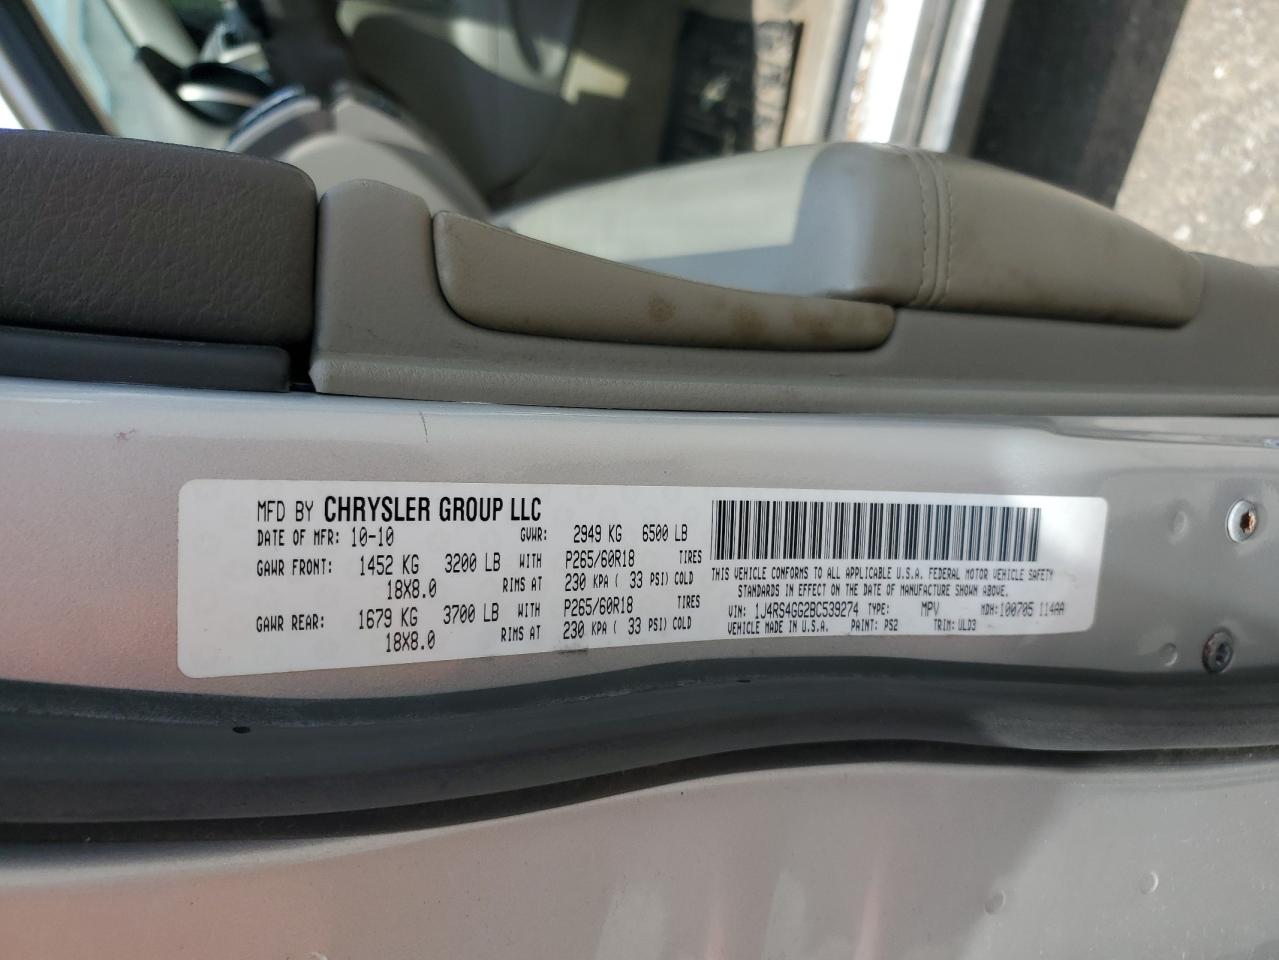 MFD BY CHRYSLER GROUP LLC
DATE OF MFR: 10-10 GVWR: 2949 KG 6500 LB
GAWR FRONT: 1452 KG 3200 LB WITH P265/60R18 TIRES
18X8.0 RIMS AT 230 KPA ( 33 PSI) COLD
GAWR REAR: 1679 KG 3700 LB WITH P265/60R18 TIRES
18X8.0 RIMS AT 230 KPA ( 33 PSI) COLD
THIS VEHICLE CONFORMS TO ALL APPLICABLE U.S.A. FEDERAL MOTOR VEHICLE SAFETY
STANDARDS IN EFFECT ON THE DATE OF MANUFACTURE SHOWN ABOVE.
VIN: 1J4RS4GG2BC539274 TYPE: MPV MDH: 100705 114AA
VEHICLE MADE IN U.S.A. PAINT: PS2 TRIM: ULD3